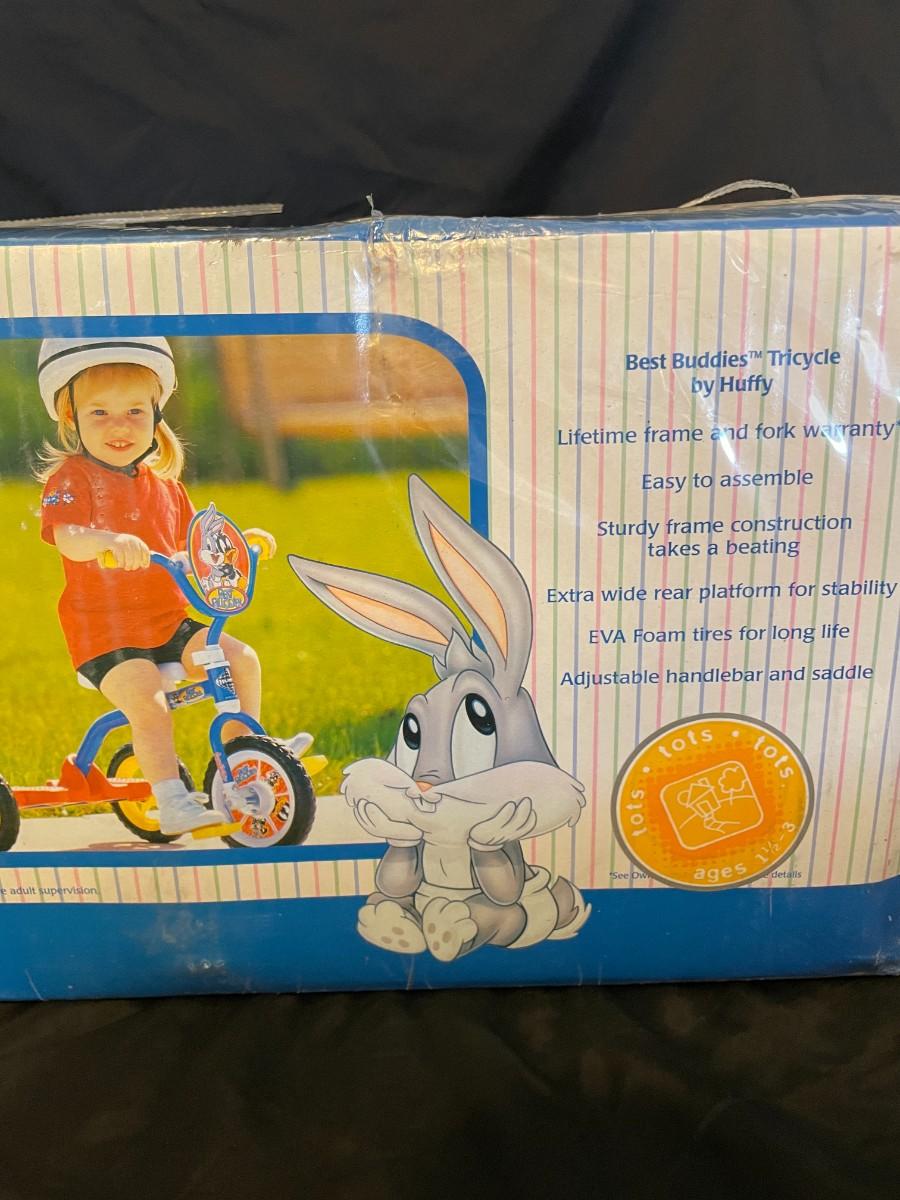 Best Buddies™ Tricycle
by Huffy
Lifetime frame and fork warranty*
Easy to assemble
Sturdy frame construction
takes a beating
Extra wide rear platform for stability
EVA Foam tires for long life
Adjustable handlebar and saddle
tots • tots • tots
ages 1½-3
*See details
e adult supervision.